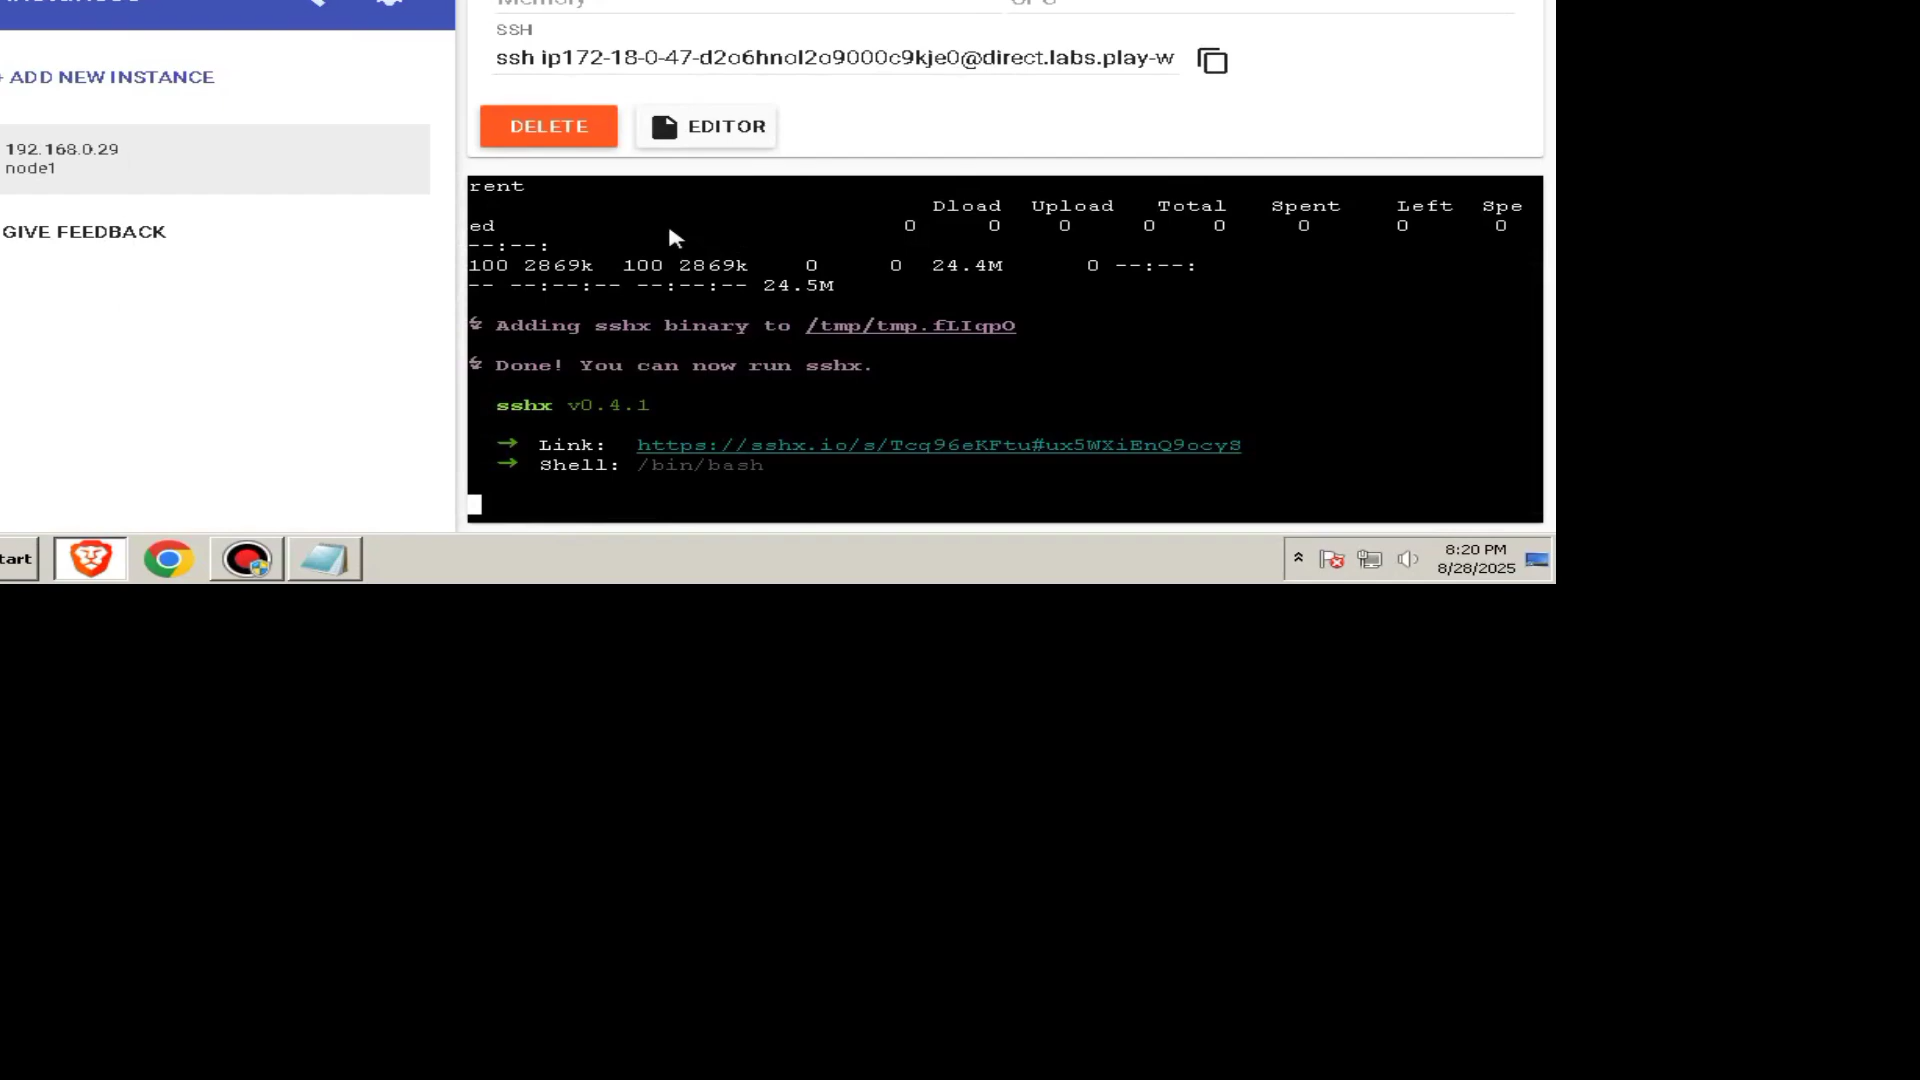 + ADD NEW INSTANCE
192.168.0.29
node1
GIVE FEEDBACK
Memory
SSH
ssh ip172-18-0-47-d2o6hnol2o9000c9kje0@direct.labs.play-w
DELETE
EDITOR
rent
Dload Upload Total Spent Left Spe
ed 0 0 0 0 0 0 0 0
--:--:
100 2869k 100 2869k 0 0 24.4M 0 --:--:
-- --:--:-- --:--:-- 24.5M
Adding sshx binary to /tmp/tmp.fLIqpO
Done! You can now run sshx.
sshx v0.4.1
→ Link: https://sshx.io/s/Tcq96eKFtu#ux5WXiEnQ9ocyS
→ Shell: /bin/bash
tart
8:20 PM
8/28/2025